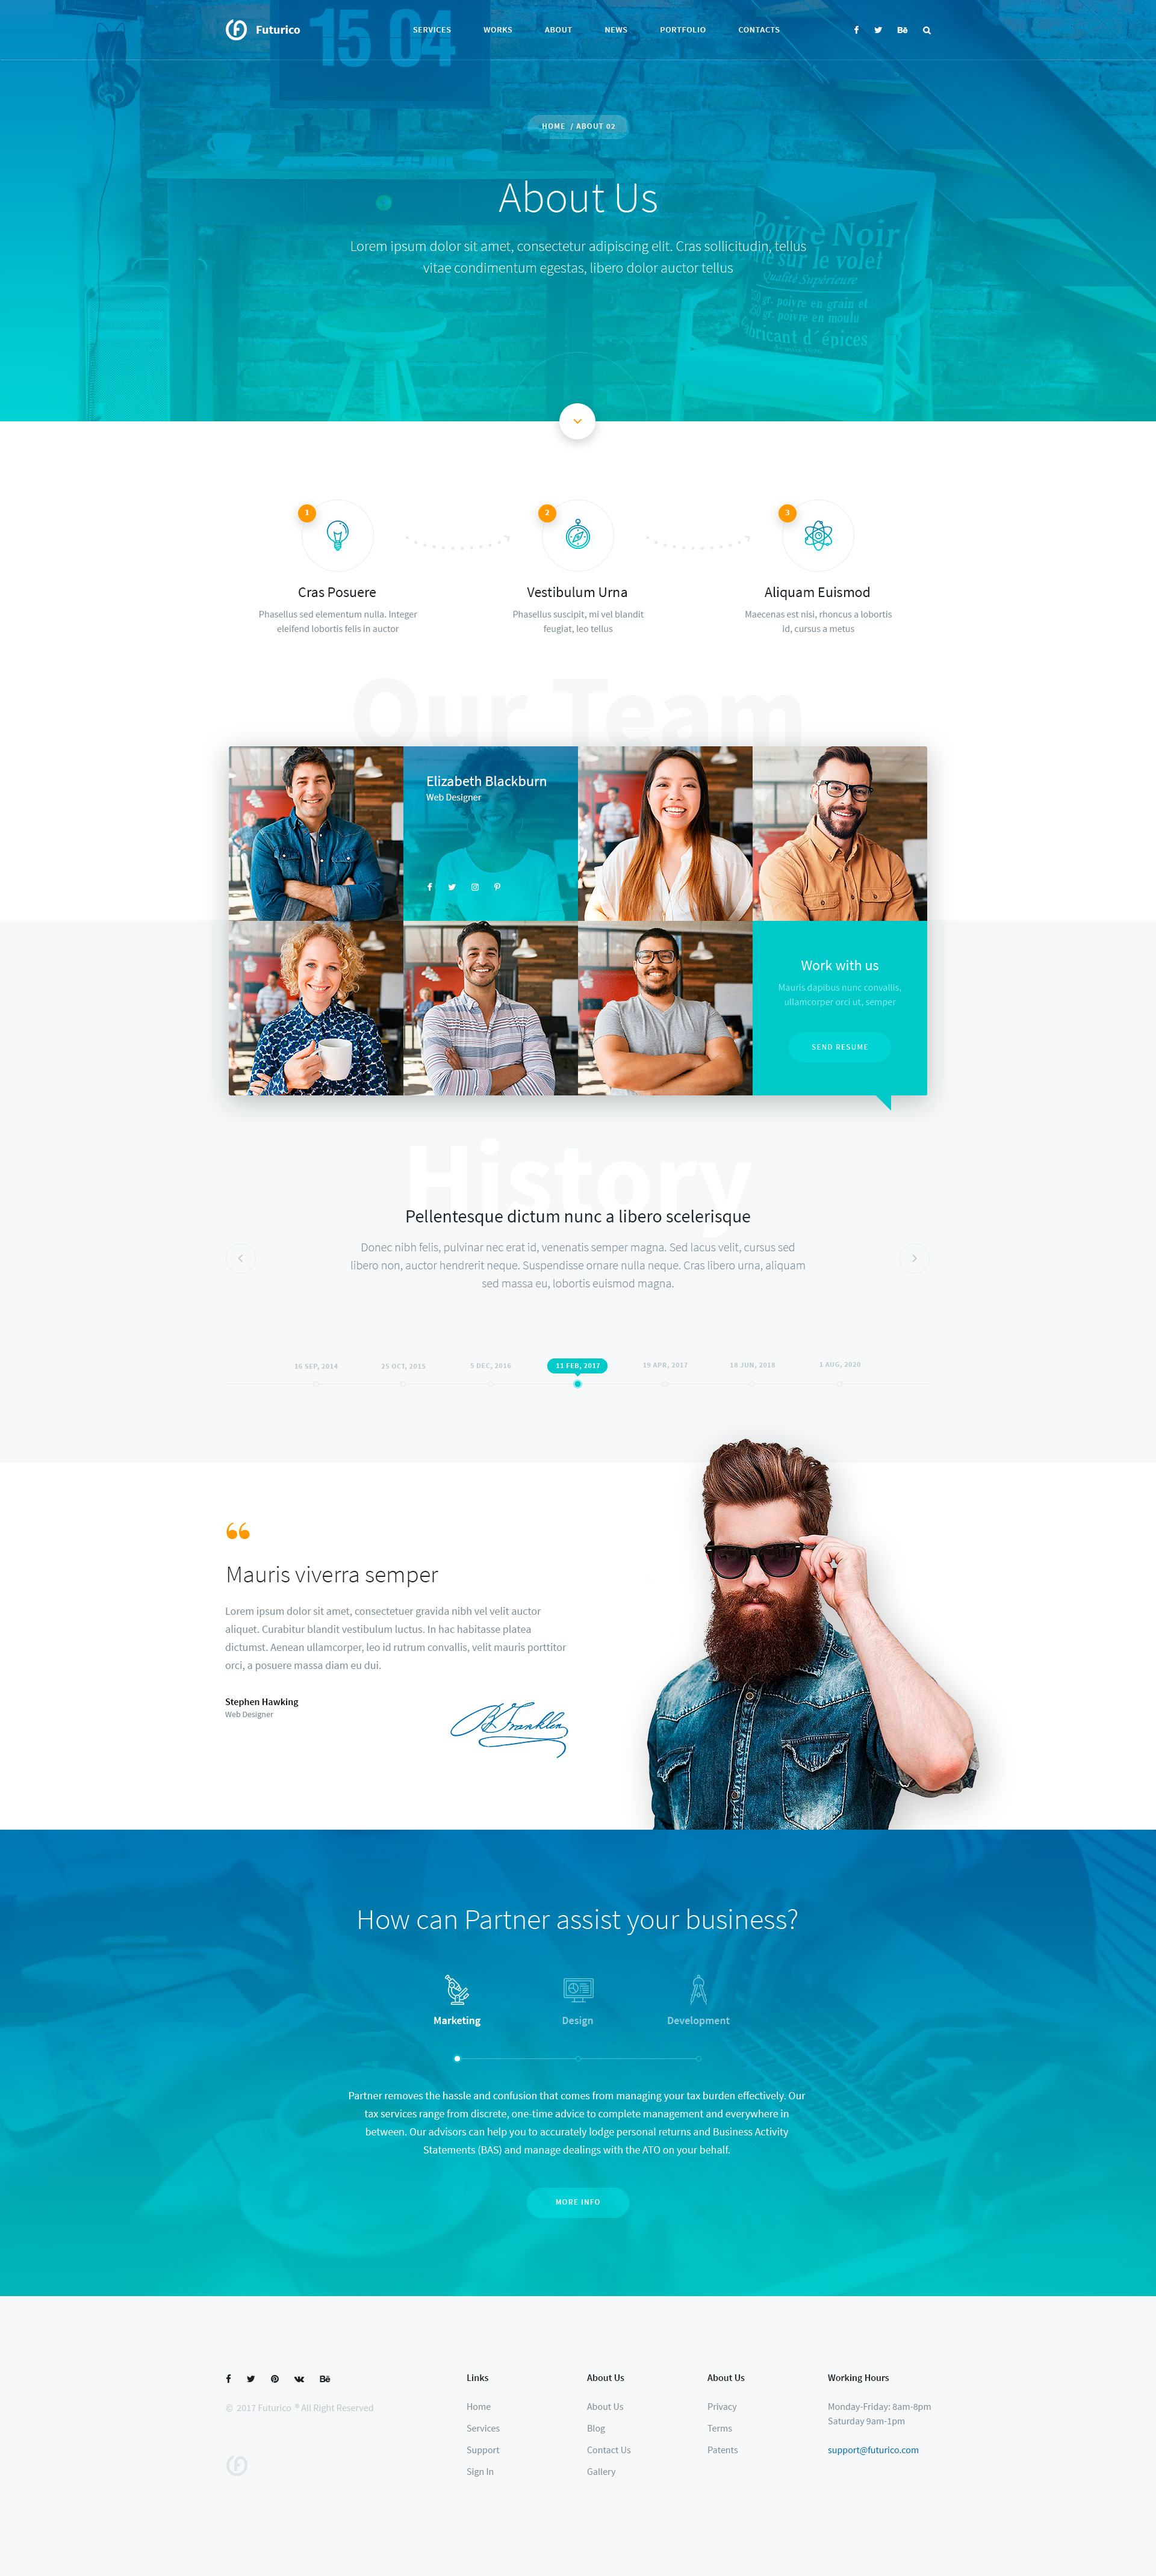 Futurico
SERVICES WORKS ABOUT NEWS PORTFOLIO CONTACTS
15 04
HOME / ABOUT 02
About Us
Lorem ipsum dolor sit amet, consectetur adipiscing elit. Cras sollicitudin, tellus
vitae condimentum egestas, libero dolor auctor tellus
Poivre Noir
sur le volet
Qualité Supérieure
gr. poivre en grain et
gr. poivre en moulu
fabricant d'épices
1
Cras Posuere
Phasellus sed elementum nulla. Integer
eleifend lobortis felis in auctor
2
Vestibulum Urna
Phasellus suscipit, mi vel blandit
feugiat, leo tellus
3
Aliquam Euismod
Maecenas est nisi, rhoncus a lobortis
id, cursus a metus
Our Team
Elizabeth Blackburn
Web Designer
Work with us
Mauris dapibus nunc convallis,
ullamcorper orci ut, semper
SEND RESUME
History
Pellentesque dictum nunc a libero scelerisque
Donec nibh felis, pulvinar nec erat id, venenatis semper magna. Sed lacus velit, cursus sed
libero non, auctor hendrerit neque. Suspendisse ornare nulla neque. Cras libero urna, aliquam
sed massa eu, lobortis euismod magna.
16 SEP, 2014 25 OCT, 2015 5 DEC, 2016 11 FEB, 2017 19 APR, 2017 18 JUN, 2018 1 AUG, 2020
Mauris viverra semper
Lorem ipsum dolor sit amet, consectetuer gravida nibh vel velit auctor
aliquet. Curabitur blandit vestibulum luctus. In hac habitasse platea
dictumst. Aenean ullamcorper, leo id rutrum convallis, velit mauris porttitor
orci, a posuere massa diam eu dui.
Stephen Hawking
Web Designer
B Franklin
How can Partner assist your business?
Marketing Design Development
Partner removes the hassle and confusion that comes from managing your tax burden effectively. Our
tax services range from discrete, one-time advice to complete management and everywhere in
between. Our advisors can help you to accurately lodge personal returns and Business Activity
Statements (BAS) and manage dealings with the ATO on your behalf.
MORE INFO
© 2017 Futurico ® All Right Reserved
Links
Home
Services
Support
Sign In
About Us
About Us
Blog
Contact Us
Gallery
About Us
Privacy
Terms
Patents
Working Hours
Monday-Friday: 8am-8pm
Saturday 9am-1pm
support@futurico.com